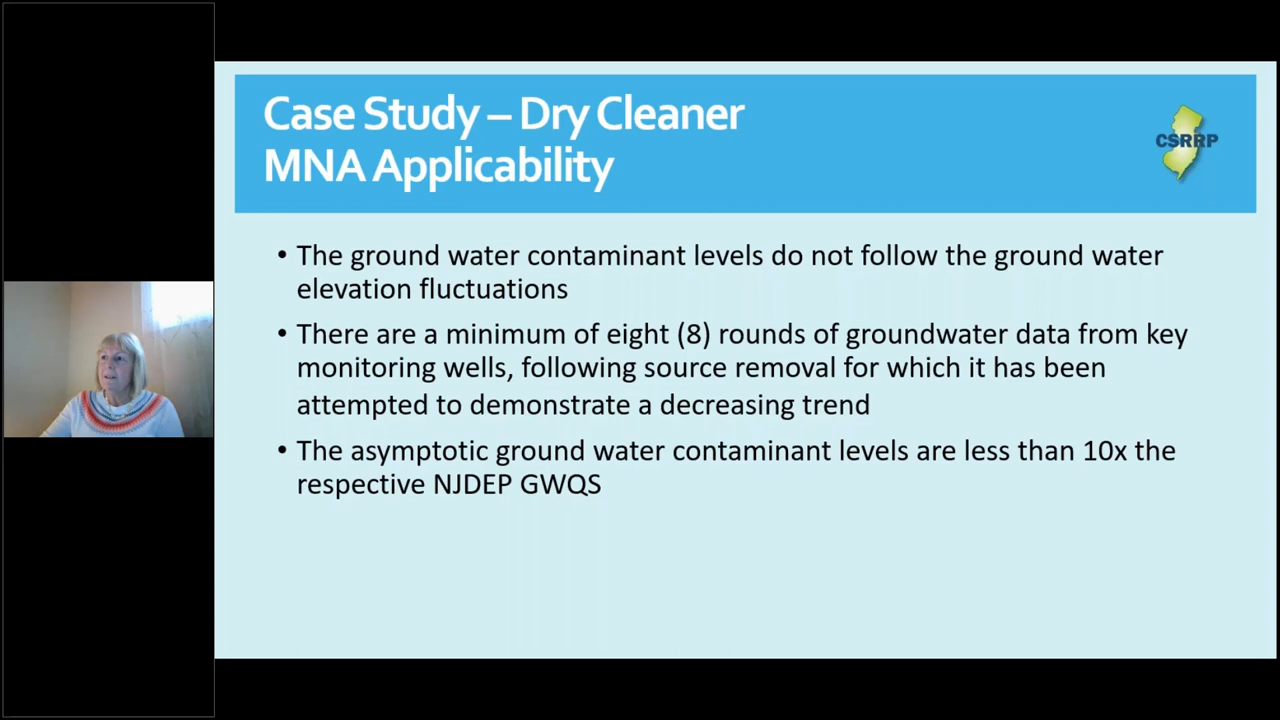 Case Study – Dry Cleaner
MNA Applicability
CSRRP
• The ground water contaminant levels do not follow the ground water
elevation fluctuations
• There are a minimum of eight (8) rounds of groundwater data from key
monitoring wells, following source removal for which it has been
attempted to demonstrate a decreasing trend
• The asymptotic ground water contaminant levels are less than 10x the
respective NJDEP GWQS